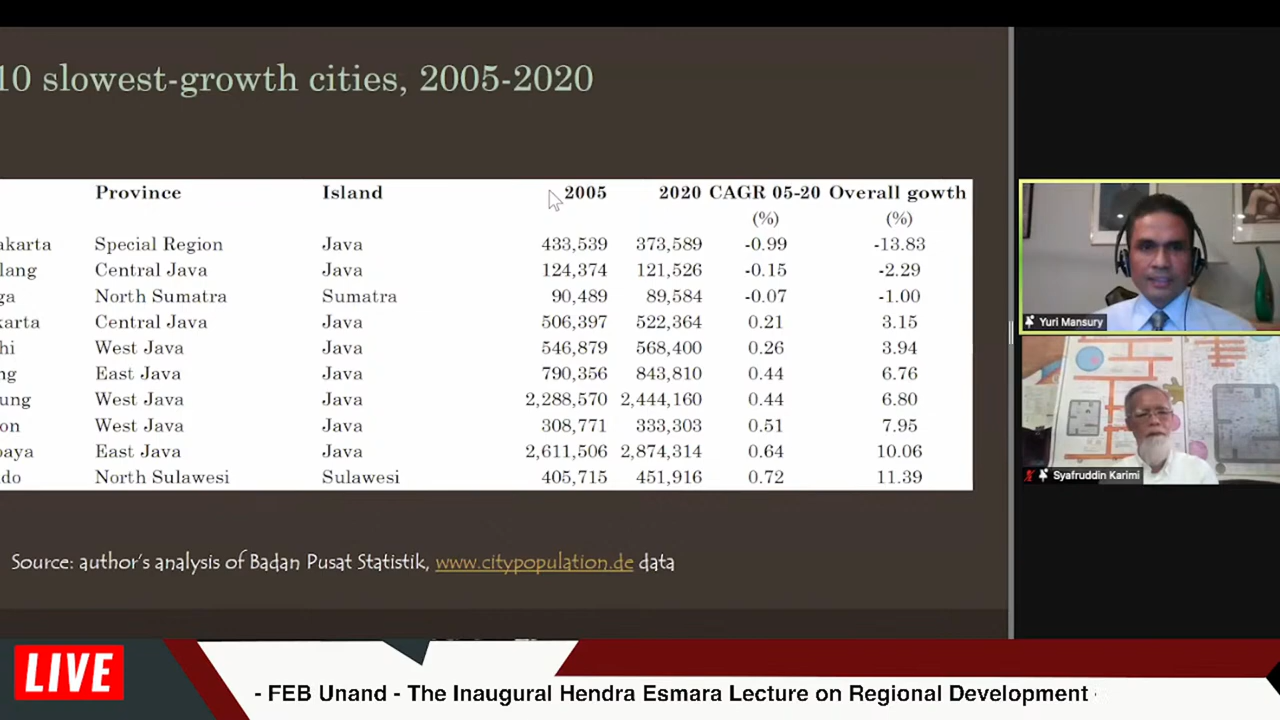 10 slowest-growth cities, 2005-2020
Province Island 2005 2020 CAGR 05-20 Overall gowth
(%) (%)
akarta Special Region Java 433,539 373,589 -0.99 -13.83
lang Central Java Java 124,374 121,526 -0.15 -2.29
ga North Sumatra Sumatra 90,489 89,584 -0.07 -1.00
karta Central Java Java 506,397 522,364 0.21 3.15
hi West Java Java 546,879 568,400 0.26 3.94
ng East Java Java 790,356 843,810 0.44 6.76
ung West Java Java 2,288,570 2,444,160 0.44 6.80
on West Java Java 308,771 333,303 0.51 7.95
baya East Java Java 2,611,506 2,874,314 0.64 10.06
do North Sulawesi Sulawesi 405,715 451,916 0.72 11.39
Source: author's analysis of Badan Pusat Statistik, www.citypopulation.de data
Yuri Mansury
Syafruddin Karimi
LIVE
- FEB Unand - The Inaugural Hendra Esmara Lecture on Regional Development -